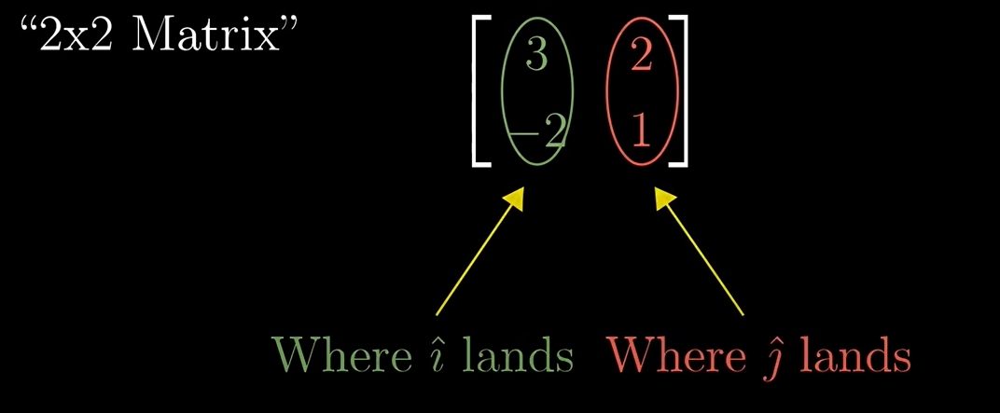 “2x2 Matrix”
3 2
−2 1
Where î lands Where ĵ lands